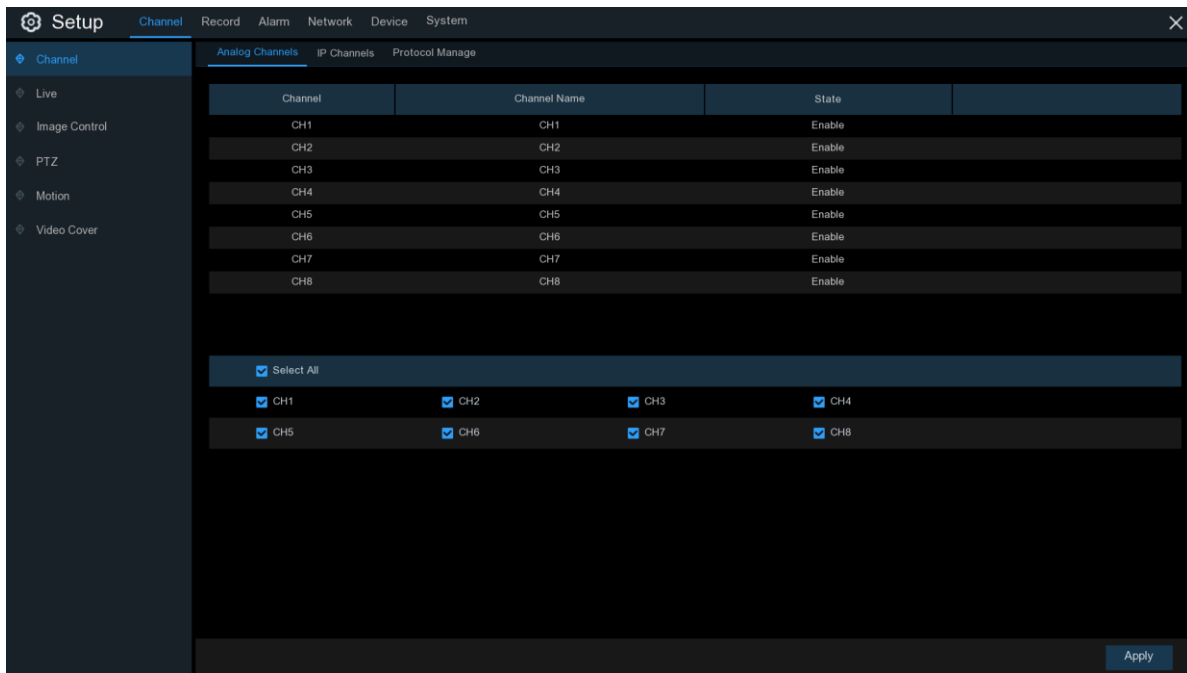 Setup Channel Record Alarm Network Device System
Analog Channels IP Channels Protocol Manage
Channel
Live
Image Control
PTZ
Motion
Video Cover
Channel Channel Name State
CH1 CH1 Enable
CH2 CH2 Enable
CH3 CH3 Enable
CH4 CH4 Enable
CH5 CH5 Enable
CH6 CH6 Enable
CH7 CH7 Enable
CH8 CH8 Enable
Select All
CH1 CH2 CH3 CH4
CH5 CH6 CH7 CH8
Apply